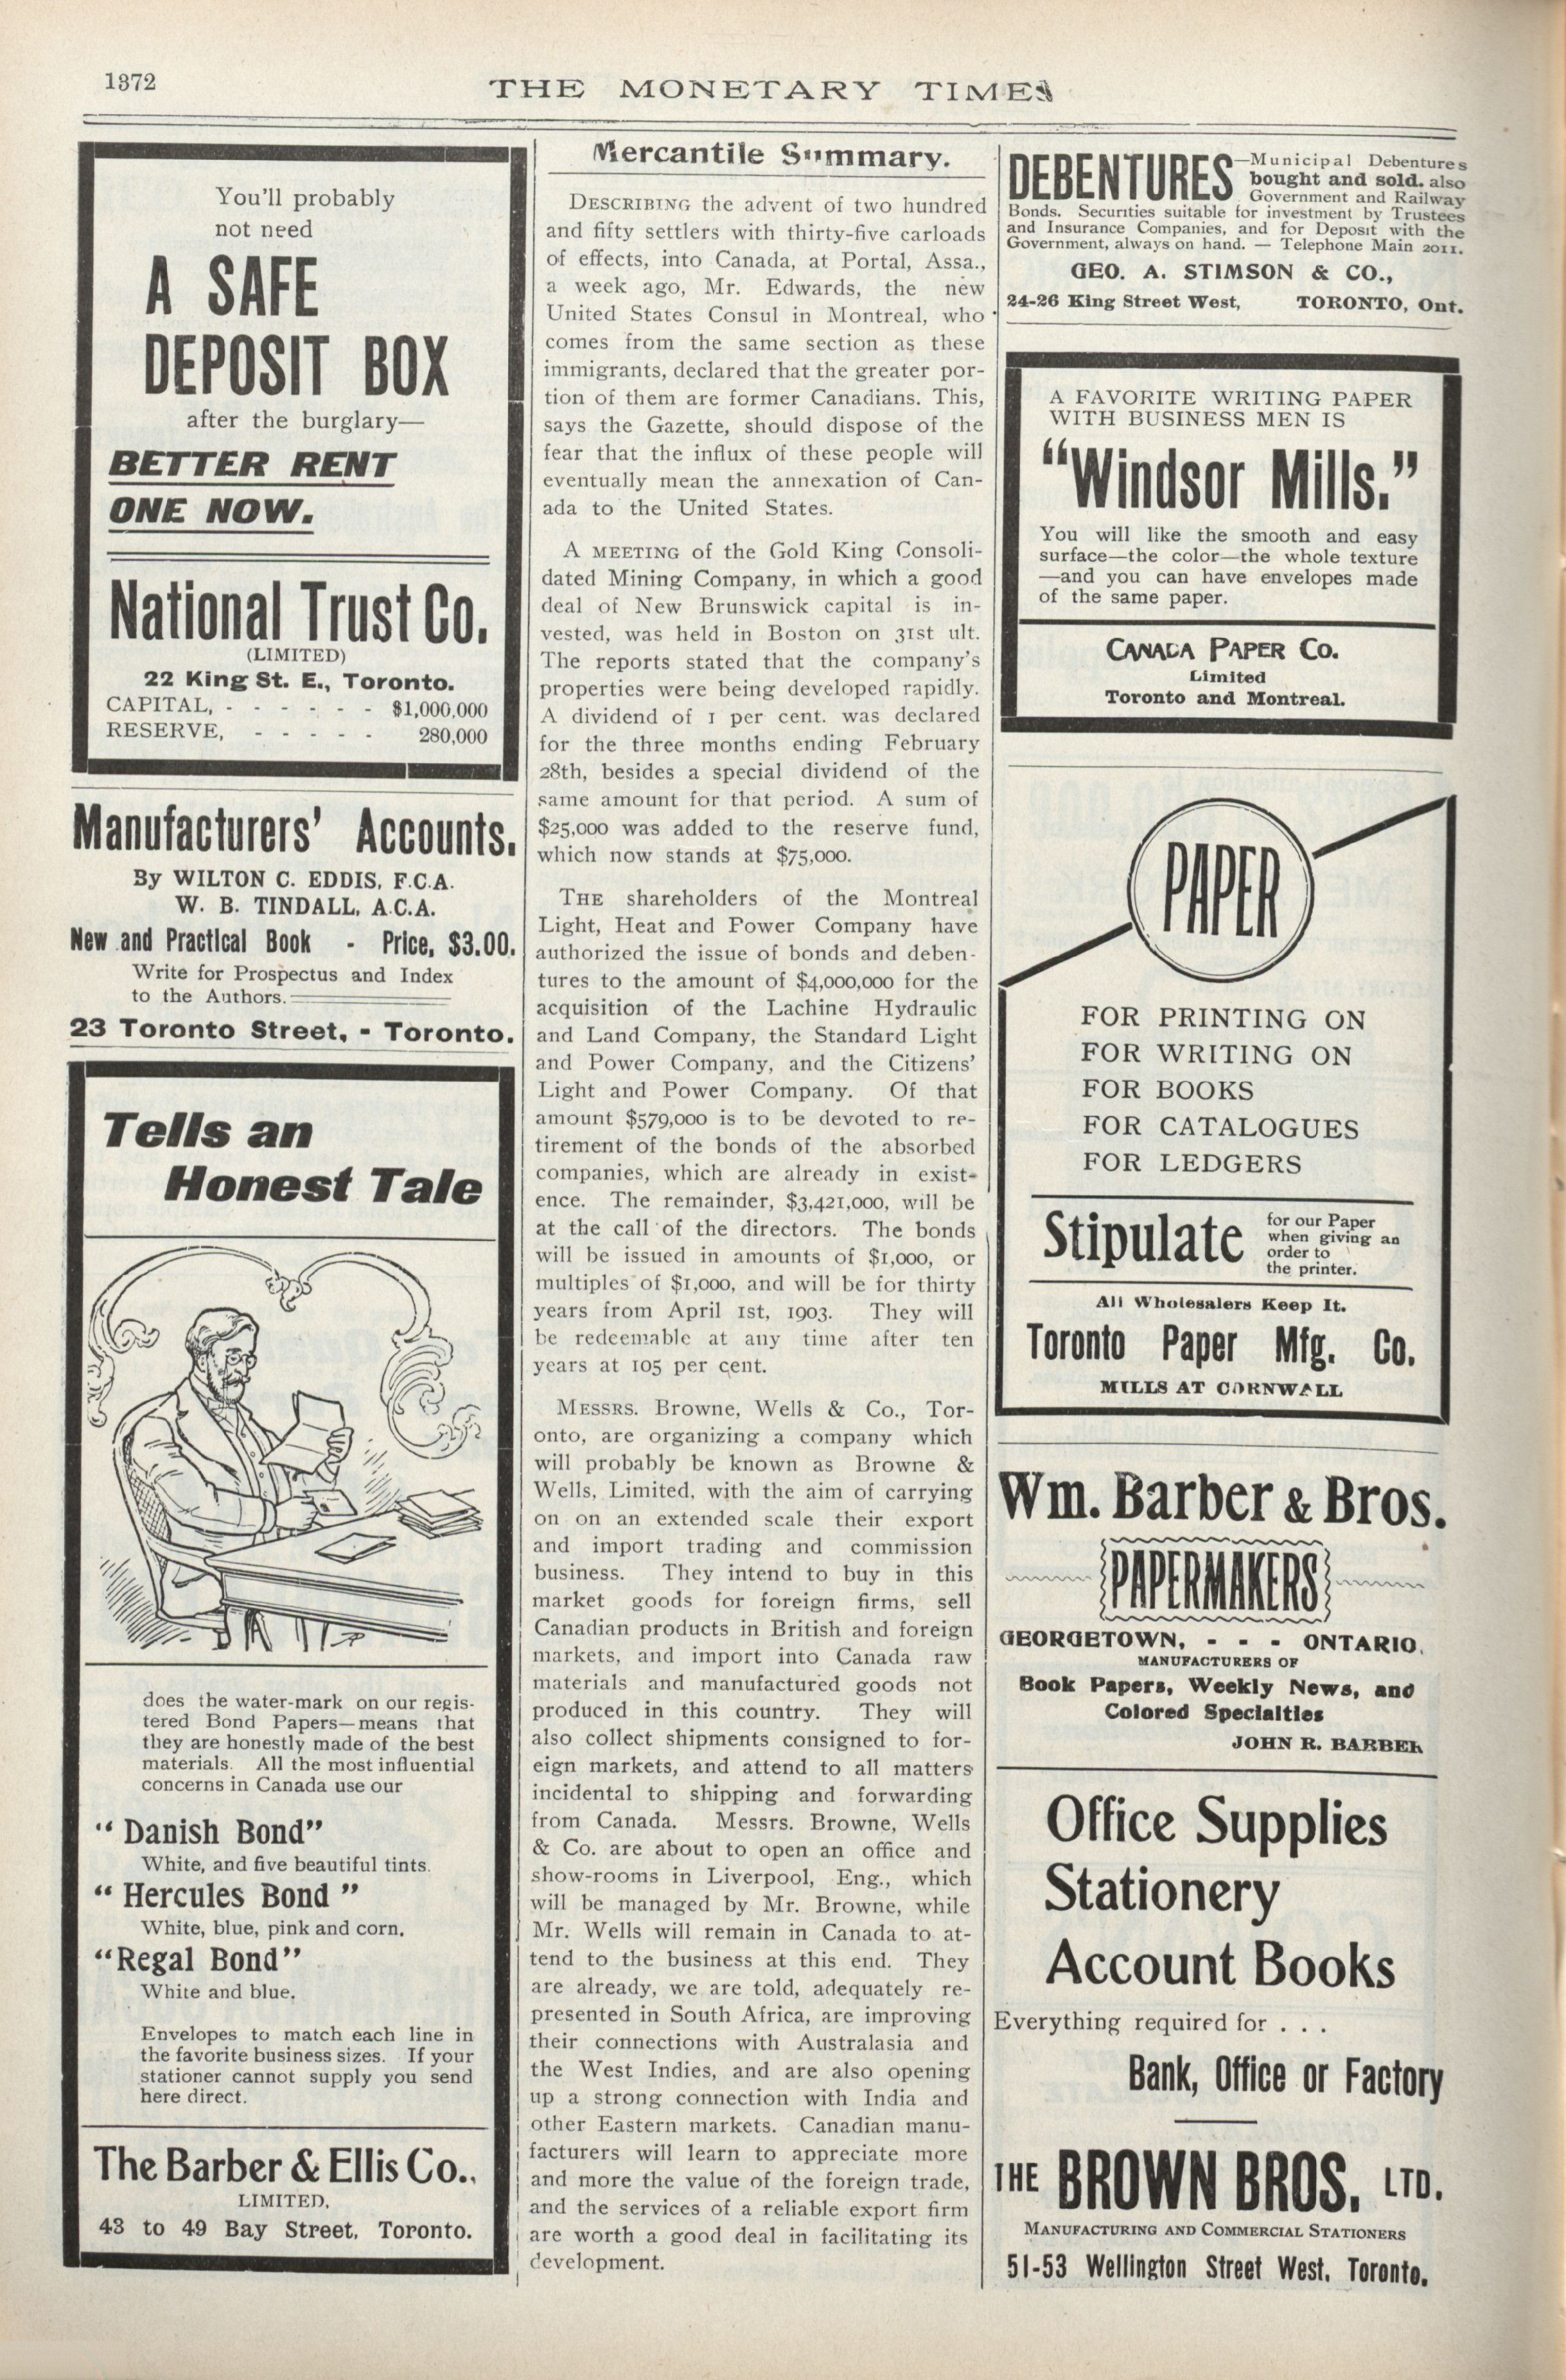 1372
THE MONETARY TIMES
You'll probably
not need
A SAFE
DEPOSIT BOX
after the burglary—
BETTER RENT
ONE NOW.
National Trust Co.
(LIMITED)
22 King St. E., Toronto.
CAPITAL, - - - - - - $1,000,000
RESERVE, - - - - - 280,000
Manufacturers' Accounts.
By WILTON C. EDDIS, F.C.A.
W. B. TINDALL, A.C.A.
New and Practical Book - Price, $3.00.
Write for Prospectus and Index
to the Authors.
23 Toronto Street, - Toronto.
Tells an
Honest Tale
does the water-mark on our regis-
tered Bond Papers—means that
they are honestly made of the best
materials. All the most influential
concerns in Canada use our
"Danish Bond"
White, and five beautiful tints.
"Hercules Bond"
White, blue, pink and corn.
"Regal Bond"
White and blue.
Envelopes to match each line in
the favorite business sizes. If your
stationer cannot supply you send
here direct.
The Barber & Ellis Co.,
LIMITED,
43 to 49 Bay Street, Toronto.
Mercantile Summary.
DESCRIBING the advent of two hundred
and fifty settlers with thirty-five carloads
of effects, into Canada, at Portal, Assa.,
a week ago, Mr. Edwards, the new
United States Consul in Montreal, who
comes from the same section as these
immigrants, declared that the greater por-
tion of them are former Canadians. This,
says the Gazette, should dispose of the
fear that the influx of these people will
eventually mean the annexation of Can-
ada to the United States.
A MEETING of the Gold King Consoli-
dated Mining Company, in which a good
deal of New Brunswick capital is in-
vested, was held in Boston on 31st ult.
The reports stated that the company's
properties were being developed rapidly.
A dividend of 1 per cent. was declared
for the three months ending February
28th, besides a special dividend of the
same amount for that period. A sum of
$25,000 was added to the reserve fund,
which now stands at $75,000.
THE shareholders of the Montreal
Light, Heat and Power Company have
authorized the issue of bonds and deben-
tures to the amount of $4,000,000 for the
acquisition of the Lachine Hydraulic
and Land Company, the Standard Light
and Power Company, and the Citizens'
Light and Power Company. Of that
amount $579,000 is to be devoted to re-
tirement of the bonds of the absorbed
companies, which are already in exist-
ence. The remainder, $3,421,000, will be
at the call of the directors. The bonds
will be issued in amounts of $1,000, or
multiples of $1,000, and will be for thirty
years from April 1st, 1903. They will
be redeemable at any time after ten
years at 105 per cent.
MESSRS. Browne, Wells & Co., Tor-
onto, are organizing a company which
will probably be known as Browne &
Wells, Limited, with the aim of carrying
on on an extended scale their export
and import trading and commission
business. They intend to buy in this
market goods for foreign firms, sell
Canadian products in British and foreign
markets, and import into Canada raw
materials and manufactured goods not
produced in this country. They will
also collect shipments consigned to for-
eign markets, and attend to all matters
incidental to shipping and forwarding
from Canada. Messrs. Browne, Wells
& Co. are about to open an office and
show-rooms in Liverpool, Eng., which
will be managed by Mr. Browne, while
Mr. Wells will remain in Canada to at-
tend to the business at this end. They
are already, we are told, adequately re-
presented in South Africa, are improving
their connections with Australasia and
the West Indies, and are also opening
up a strong connection with India and
other Eastern markets. Canadian manu-
facturers will learn to appreciate more
and more the value of the foreign trade,
and the services of a reliable export firm
are worth a good deal in facilitating its
development.
DEBENTURES—Municipal Debentures
bought and sold, also
Government and Railway
Bonds. Securities suitable for investment by Trustees
and Insurance Companies, and for Deposit with the
Government, always on hand. — Telephone Main 2011.
GEO. A. STIMSON & CO.,
24-26 King Street West, TORONTO, Ont.
A FAVORITE WRITING PAPER
WITH BUSINESS MEN IS
"Windsor Mills."
You will like the smooth and easy
surface—the color—the whole texture
—and you can have envelopes made
of the same paper.
CANADA PAPER CO.
Limited
Toronto and Montreal.
PAPER
FOR PRINTING ON
FOR WRITING ON
FOR BOOKS
FOR CATALOGUES
FOR LEDGERS
Stipulate for our Paper
when giving an
order to
the printer.
All Wholesalers Keep It.
Toronto Paper Mfg. Co.
MILLS AT CORNWALL
Wm. Barber & Bros.
PAPERMAKERS
GEORGETOWN, - - - ONTARIO.
MANUFACTURERS OF
Book Papers, Weekly News, and
Colored Specialties
JOHN R. BARBER
Office Supplies
Stationery
Account Books
Everything required for . . .
Bank, Office or Factory
THE BROWN BROS. LTD.
MANUFACTURING AND COMMERCIAL STATIONERS
51-53 Wellington Street West, Toronto.